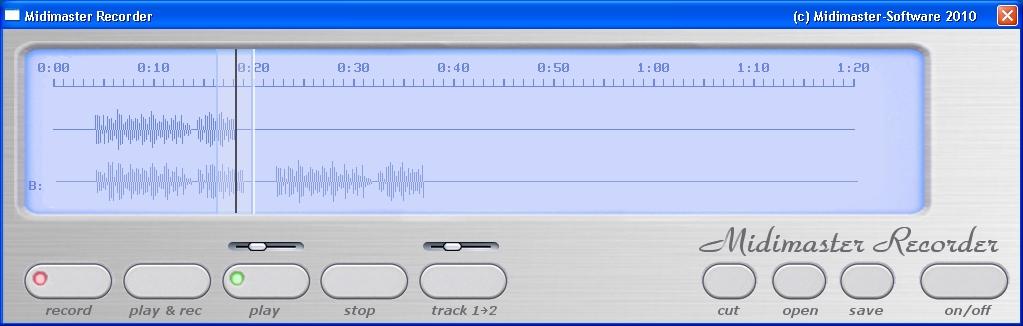 Midimaster Recorder (c) Midimaster-Software 2010
0:00 0:10 0:20 0:30 0:40 0:50 1:00 1:10 1:20
B:
Midimaster Recorder
record play & rec play stop track 1→2 cut open save on/off